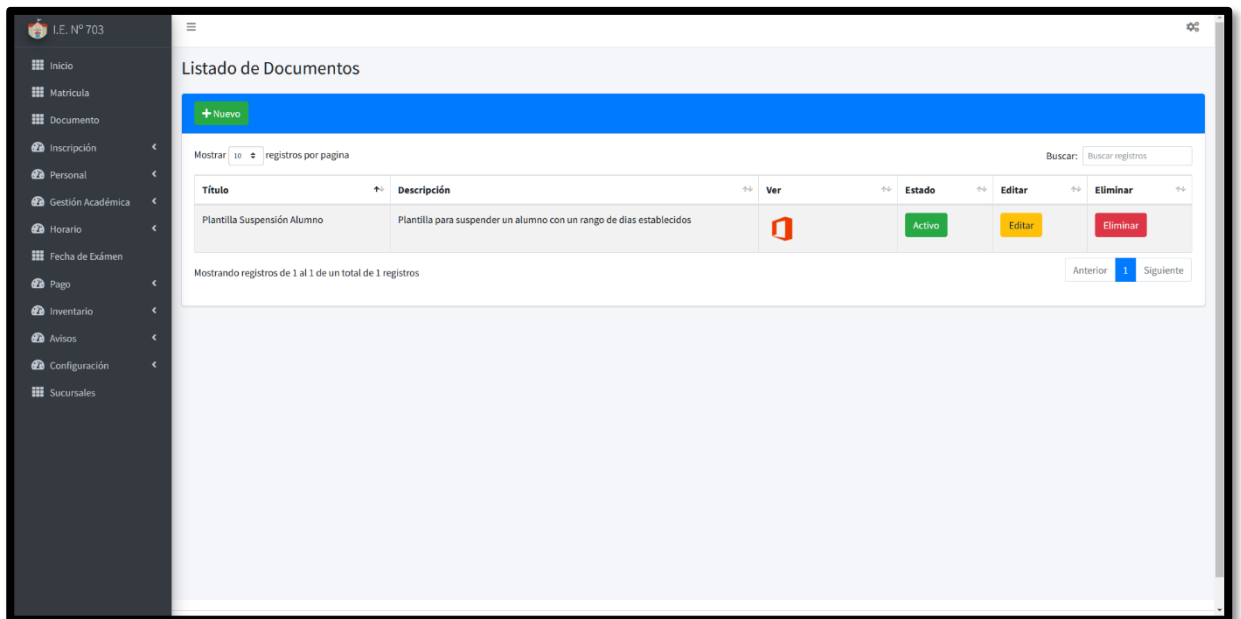 I.E. Nº 703
Inicio
Matricula
Documento
Inscripción
Personal
Gestión Académica
Horario
Fecha de Exámen
Pago
Inventario
Avisos
Configuración
Sucursales
Listado de Documentos
+ Nuevo
Mostrar 10 registros por pagina
Buscar: Buscar registros
Título Descripción Ver Estado Editar Eliminar
Plantilla Suspensión Alumno Plantilla para suspender un alumno con un rango de dias establecidos Activo Editar Eliminar
Mostrando registros de 1 al 1 de un total de 1 registros
Anterior 1 Siguiente